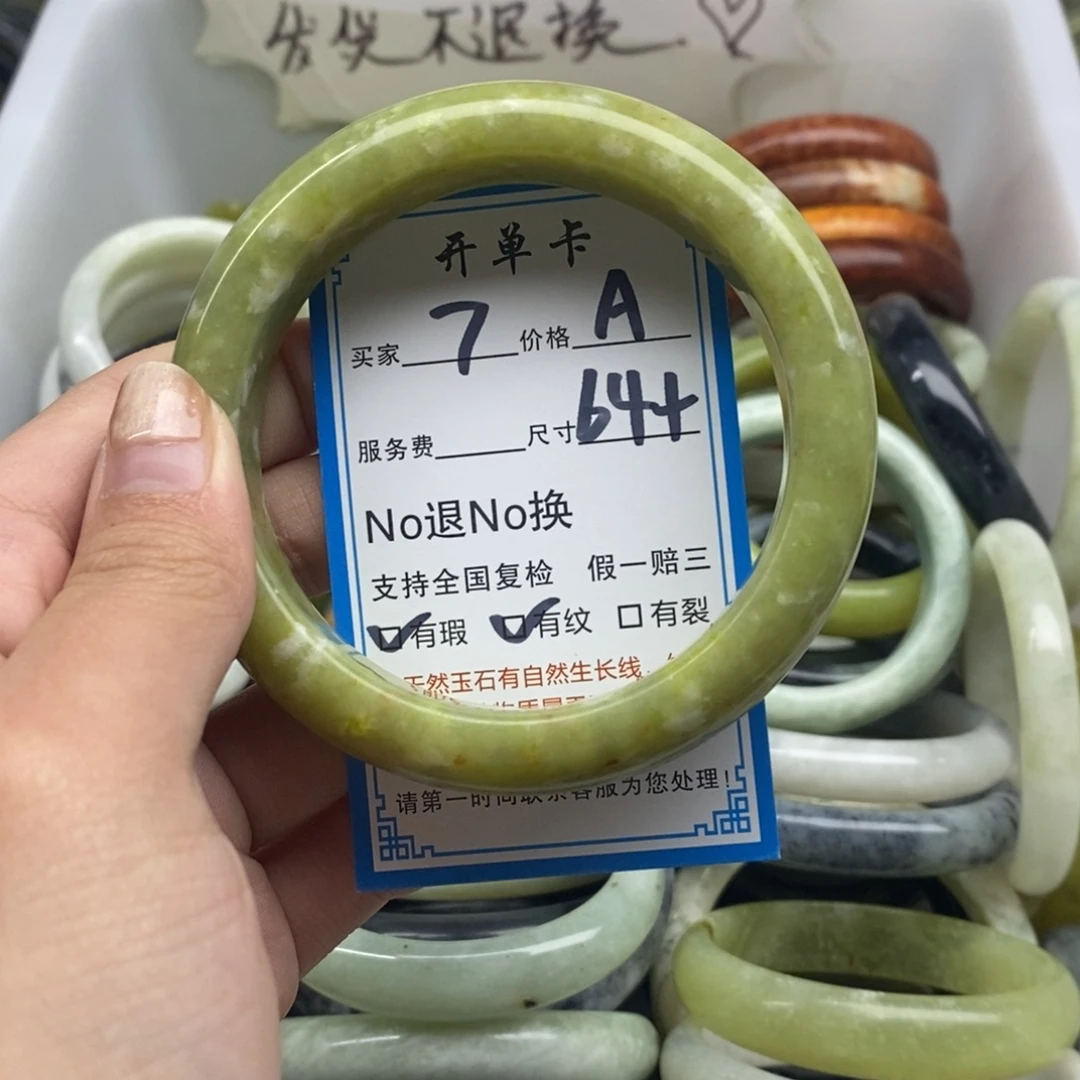 不退换
开单卡
买家 7 价格 A
服务费 尺寸 64+
No退No换
支持全国复检 假一赔三
☑有瑕 ☑有纹 □有裂
天然玉石有自然生长线
请第一时间联系客服为您处理!